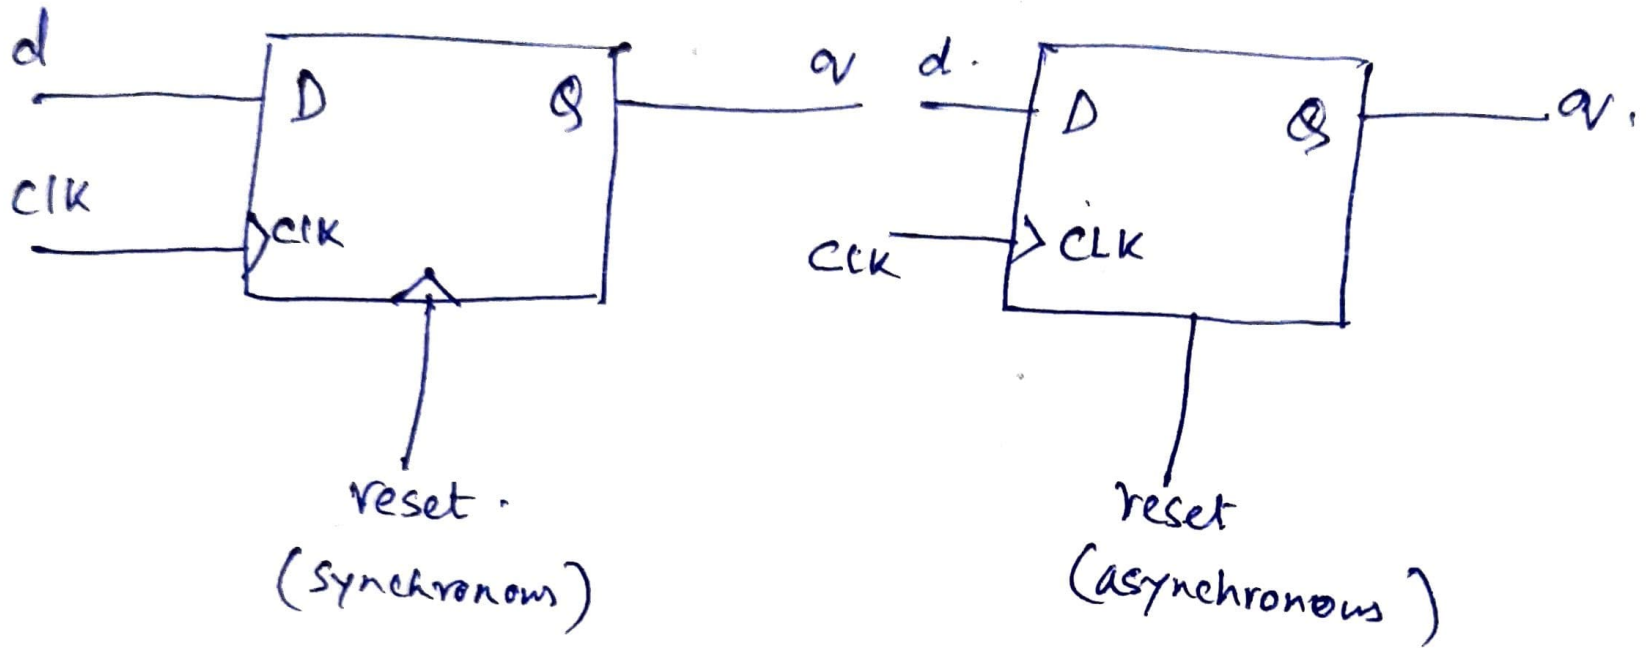 d
D
Q
q
clk
clk
reset.
(synchronous)
d.
D
Q
q.
CLK
CLK
reset
(asynchronous)